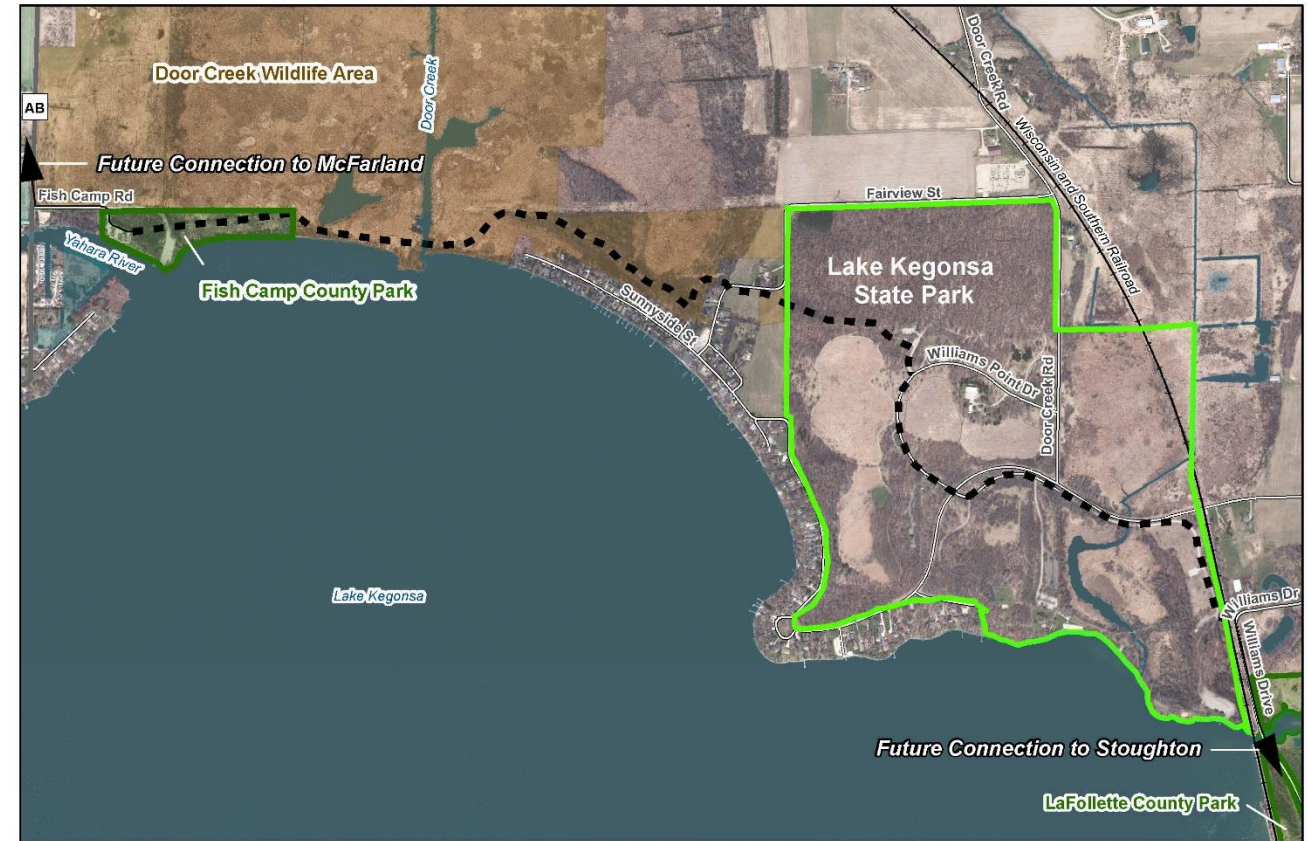 Door Creek Wildlife Area
Door Creek
Door Creek Rd
Wisconsin and Southern Railroad
AB
Future Connection to McFarland
Fish Camp Rd
Fairview St
Yahara River
Fish Camp County Park
Sunnyside St
Lake Kegonsa
State Park
Williams Point Dr
Door Creek Rd
Lake Kegonsa
Williams Dr
Williams Drive
Future Connection to Stoughton
LaFollette County Park